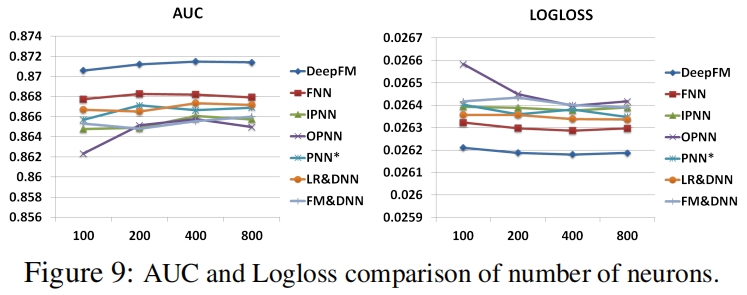 AUC
0.874
0.872
0.87
0.868
0.866
0.864
0.862
0.86
0.858
0.856
100
200
400
800
DeepFM
FNN
IPNN
OPNN
PNN*
LR&DNN
FM&DNN
LOGLOSS
0.0267
0.0266
0.0265
0.0264
0.0263
0.0262
0.0261
0.026
0.0259
100
200
400
800
DeepFM
FNN
IPNN
OPNN
PNN*
LR&DNN
FM&DNN
Figure 9: AUC and Logloss comparison of number of neurons.